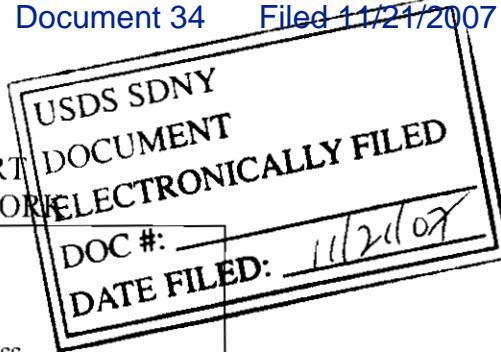 Document 34 Filed 11/21/2007
USDS SDNY
DOCUMENT
ELECTRONICALLY FILED
DOC #:
DATE FILED: 11/21/07